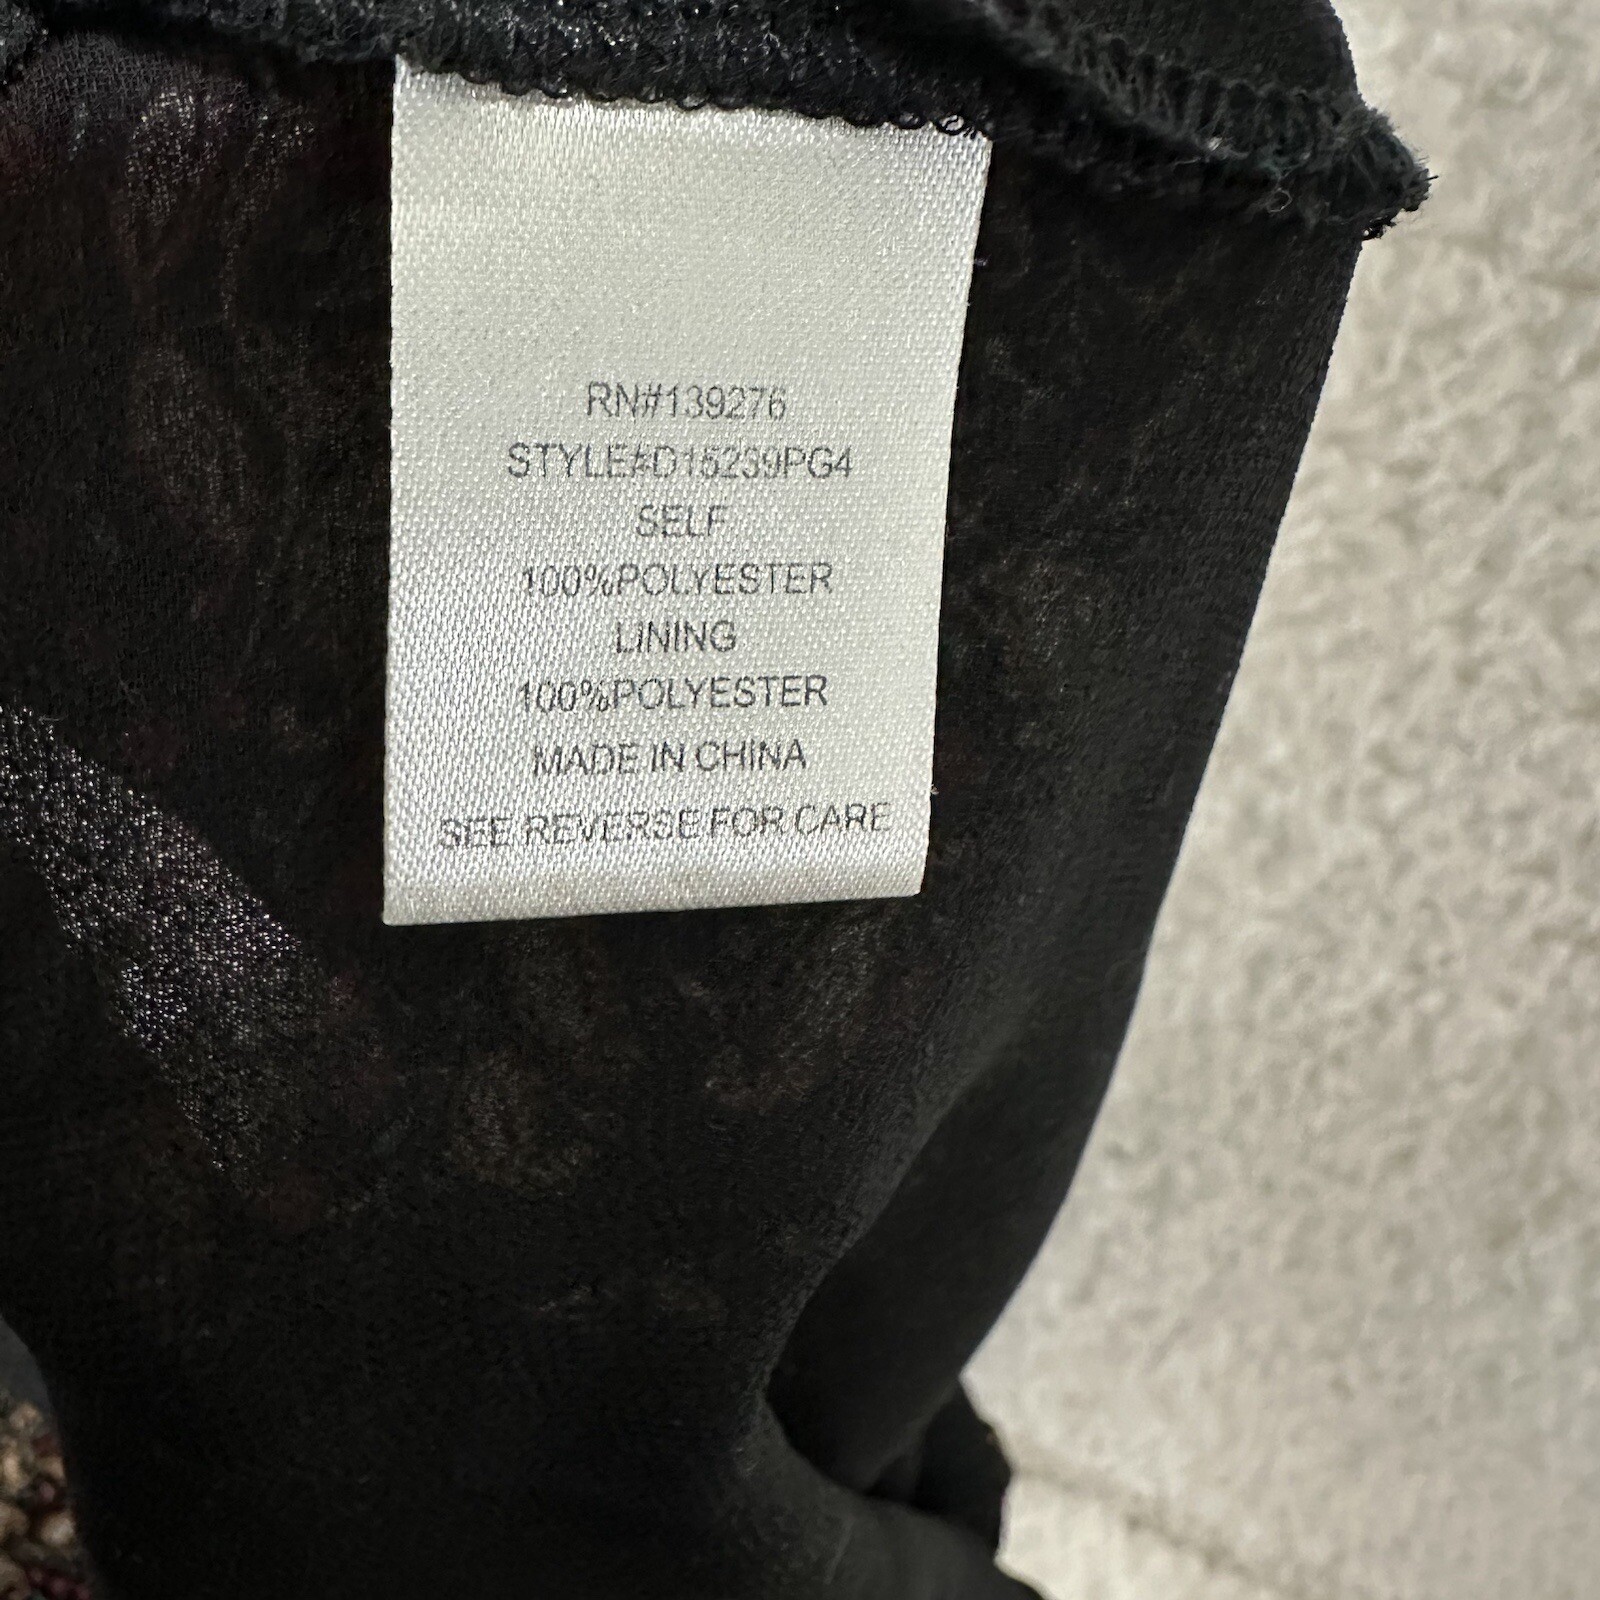 RN#139276
STYLE#D15239PG4
SELF
100%POLYESTER
LINING
100%POLYESTER
MADE IN CHINA
SEE REVERSE FOR CARE